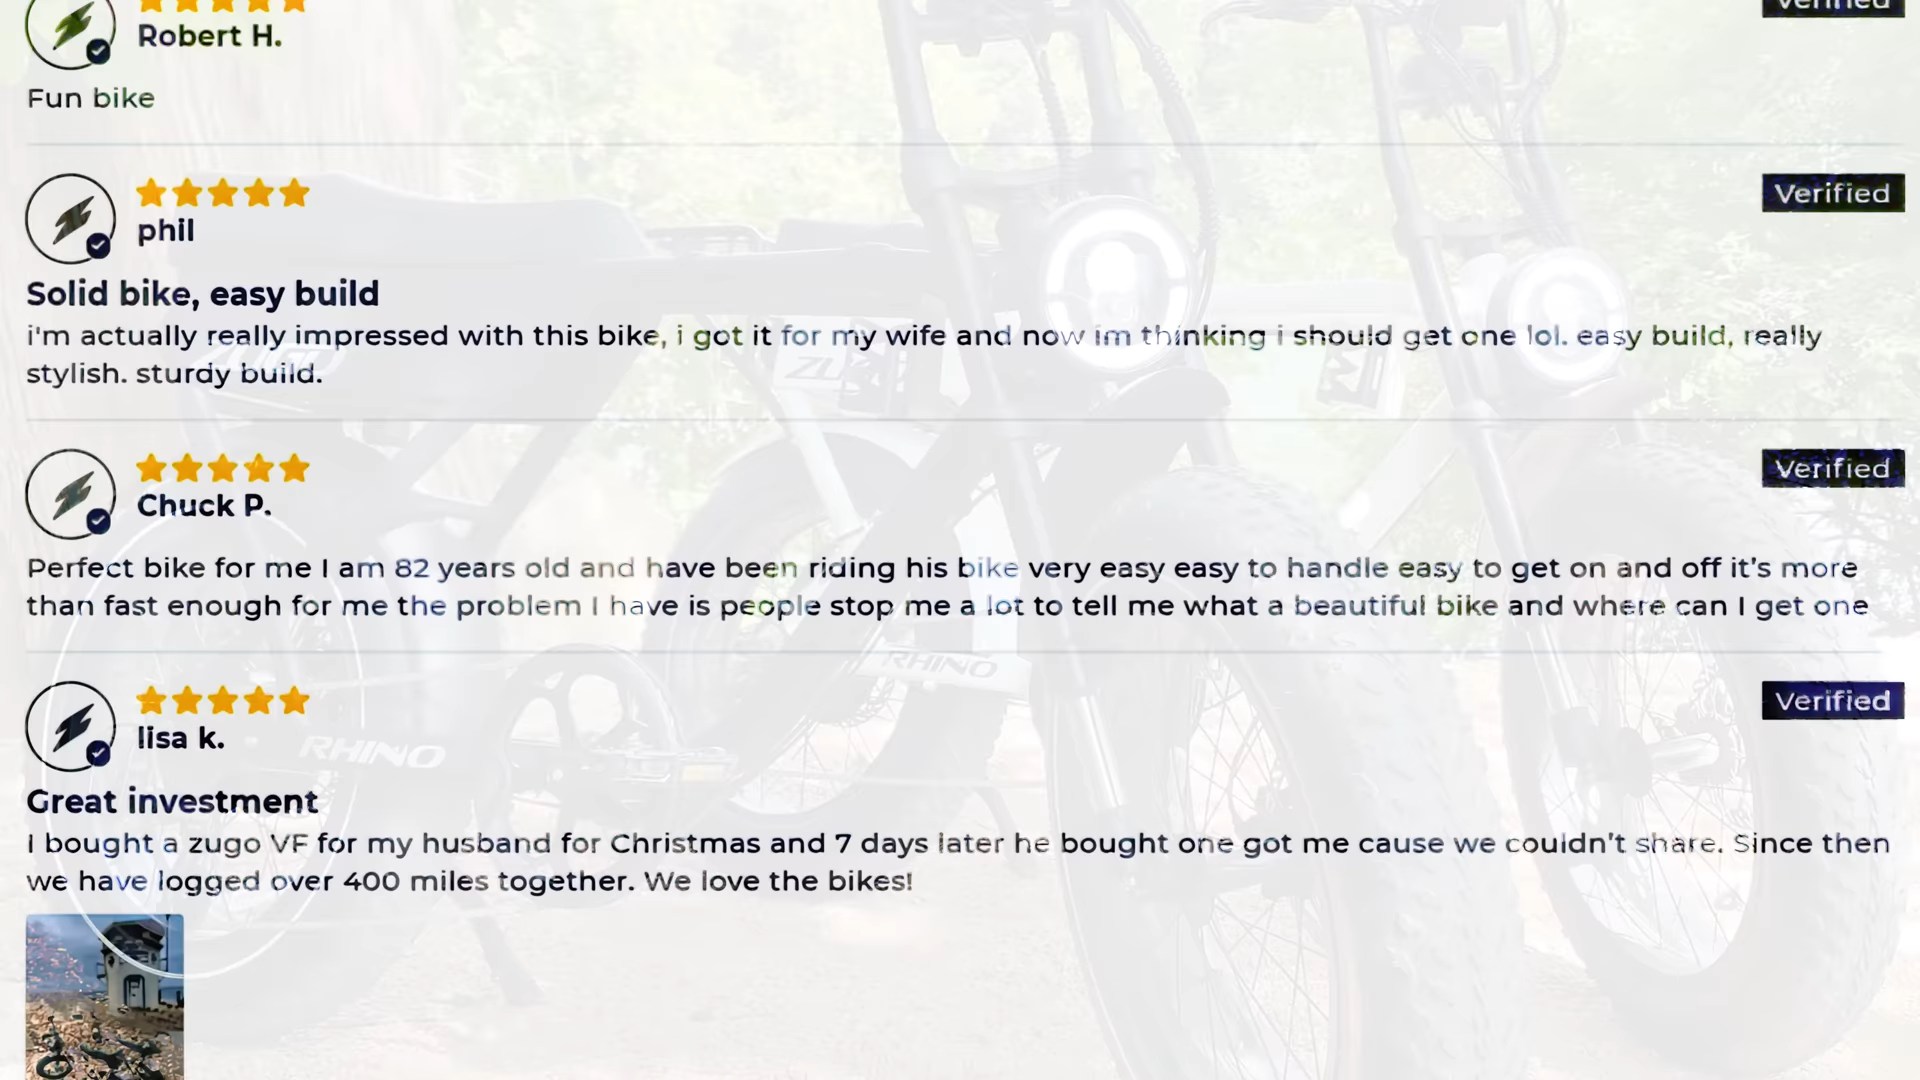 Verified
Robert H.
Fun bike
Verified
phil
Solid bike, easy build
i'm actually really impressed with this bike, i got it for my wife and now im thinking i should get one lol. easy build, really
stylish. sturdy build.
Verified
Chuck P.
Perfect bike for me I am 82 years old and have been riding his bike very easy easy to handle easy to get on and off it's more
than fast enough for me the problem I have is people stop me a lot to tell me what a beautiful bike and where can I get one
RHINO
Verified
lisa k.
RHINO
Great investment
I bought a zugo VF for my husband for Christmas and 7 days later he bought one got me cause we couldn't share. Since then
we have logged over 400 miles together. We love the bikes!